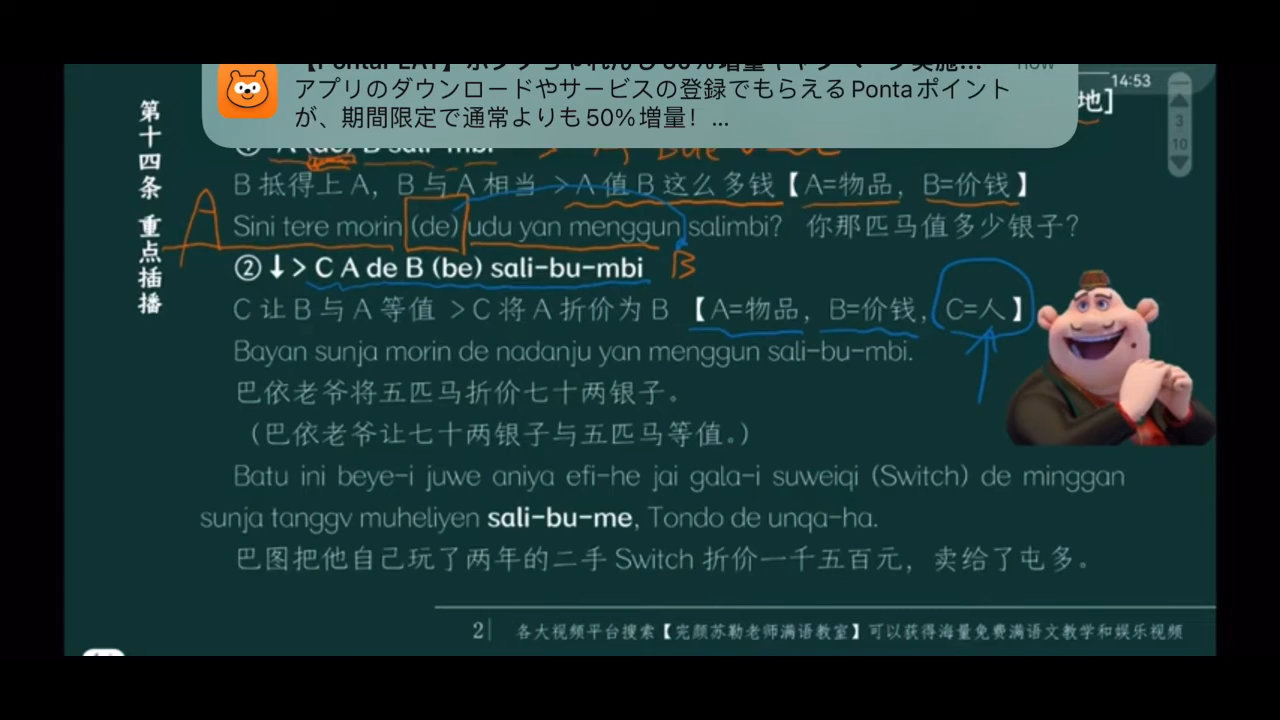 アプリのダウンロードやサービスの登録でもらえるPontaポイント
が、期間限定で通常よりも50%増量！…
now
14:53
地]
3
10
第十四条 重点插播
① A (de) B sali-mbi
B 抵得上 A，B 与 A 相当 >A 值 B 这么多钱【A=物品，B=价钱】
A
Sini tere morin (de) udu yan menggun salimbi? 你那匹马值多少银子？
② ↓> C A de B (be) sali-bu-mbi
B
C 让 B 与 A 等值 >C 将 A 折价为 B 【A=物品，B=价钱，C=人】
Bayan sunja morin de nadanju yan menggun sali-bu-mbi.
巴依老爷将五匹马折价七十两银子。
（巴依老爷让七十两银子与五匹马等值。）
Batu ini beye-i juwe aniya efi-he jai gala-i suweiqi (Switch) de minggan
sunja tanggv muheliyen sali-bu-me, Tondo de unqa-ha.
巴图把他自己玩了两年的二手 Switch 折价一千五百元，卖给了屯多。
2| 各大视频平台搜索【完颜苏勒老师满语教室】可以获得海量免费满语文教学和娱乐视频